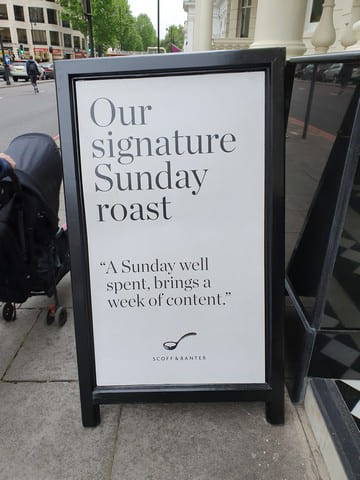 Our
signature
Sunday
roast
“A Sunday well
spent, brings a
week of content.”
SCOFF & BANTER